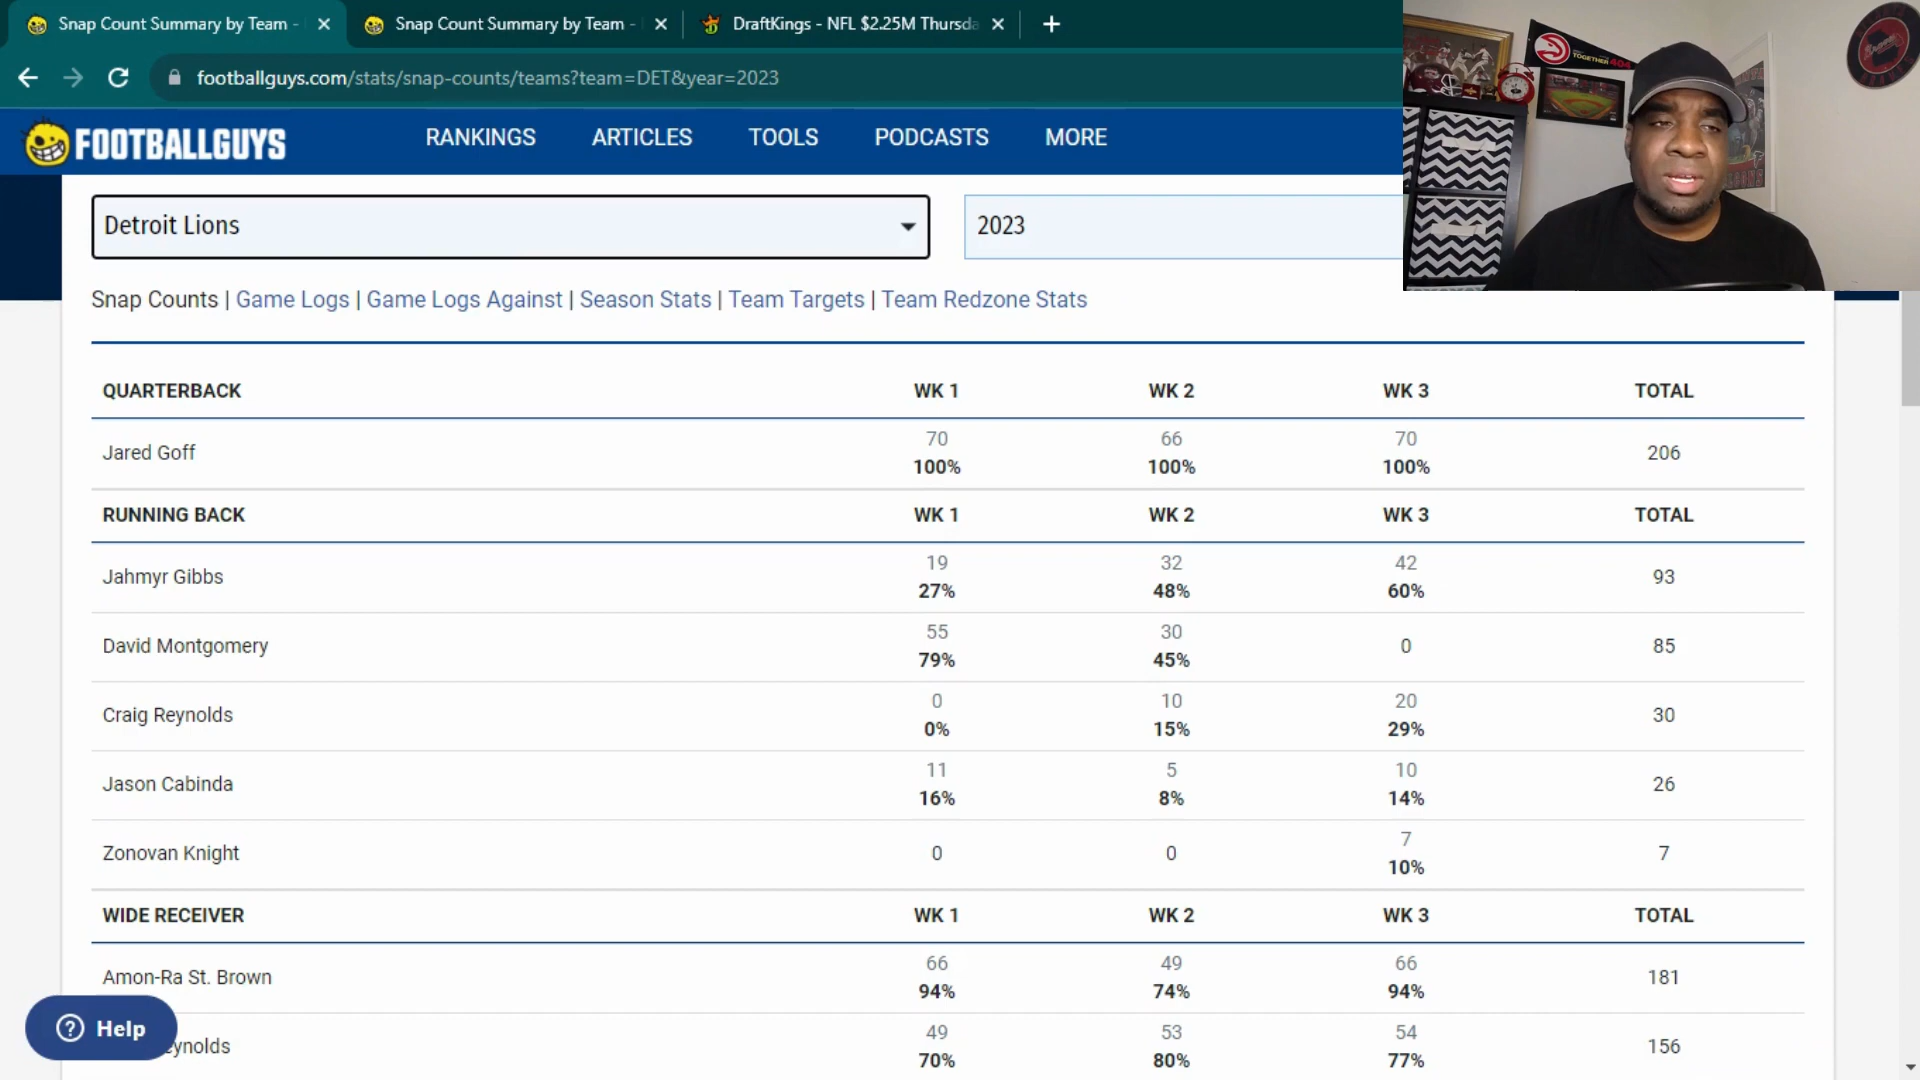 Snap Count Summary by Team -
Snap Count Summary by Team -
DraftKings - NFL $2.25M Thursda
footballguys.com/stats/snap-counts/teams?team=DET&year=2023
FOOTBALLGUYS
RANKINGS
ARTICLES
TOOLS
PODCASTS
MORE
TOGETHER 404
Detroit Lions
2023
Snap Counts | Game Logs | Game Logs Against | Season Stats | Team Targets | Team Redzone Stats
QUARTERBACK WK 1 WK 2 WK 3 TOTAL
70 66 70
Jared Goff 206
100% 100% 100%
RUNNING BACK WK 1 WK 2 WK 3 TOTAL
19 32 42
Jahmyr Gibbs 93
27% 48% 60%
55 30
David Montgomery 0 85
79% 45%
0 10 20
Craig Reynolds 30
0% 15% 29%
11 5 10
Jason Cabinda 26
16% 8% 14%
7
Zonovan Knight 0 0 7
10%
WIDE RECEIVER WK 1 WK 2 WK 3 TOTAL
66 49 66
Amon-Ra St. Brown 181
94% 74% 94%
49 53 54
eynolds 156
70% 80% 77%
Help